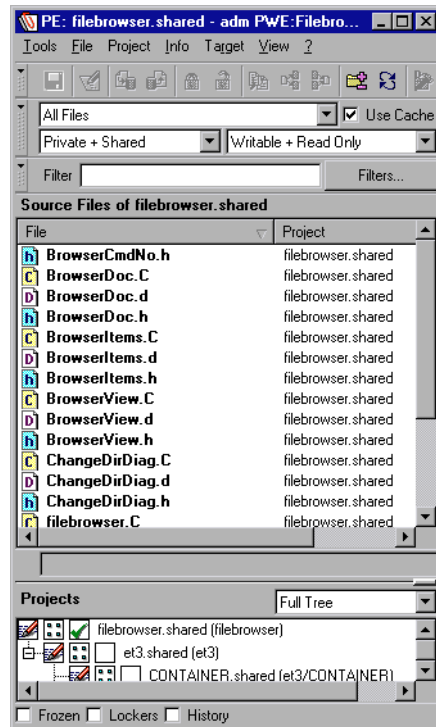 PE: filebrowser.shared - adm PWE:Filebro...
Tools File Project Info Target View ?
All Files Use Cache
Private + Shared Writable + Read Only
Filter Filters...
Source Files of filebrowser.shared
File Project
h BrowserCmdNo.h filebrowser.shared
C BrowserDoc.C filebrowser.shared
D BrowserDoc.d filebrowser.shared
h BrowserDoc.h filebrowser.shared
C BrowserItems.C filebrowser.shared
D BrowserItems.d filebrowser.shared
h BrowserItems.h filebrowser.shared
C BrowserView.C filebrowser.shared
D BrowserView.d filebrowser.shared
h BrowserView.h filebrowser.shared
C ChangeDirDiag.C filebrowser.shared
D ChangeDirDiag.d filebrowser.shared
h ChangeDirDiag.h filebrowser.shared
C filebrowser.C filebrowser.shared
Projects Full Tree
filebrowser.shared (filebrowser)
et3.shared (et3)
CONTAINER.shared (et3/CONTAINER)
Frozen Lockers History